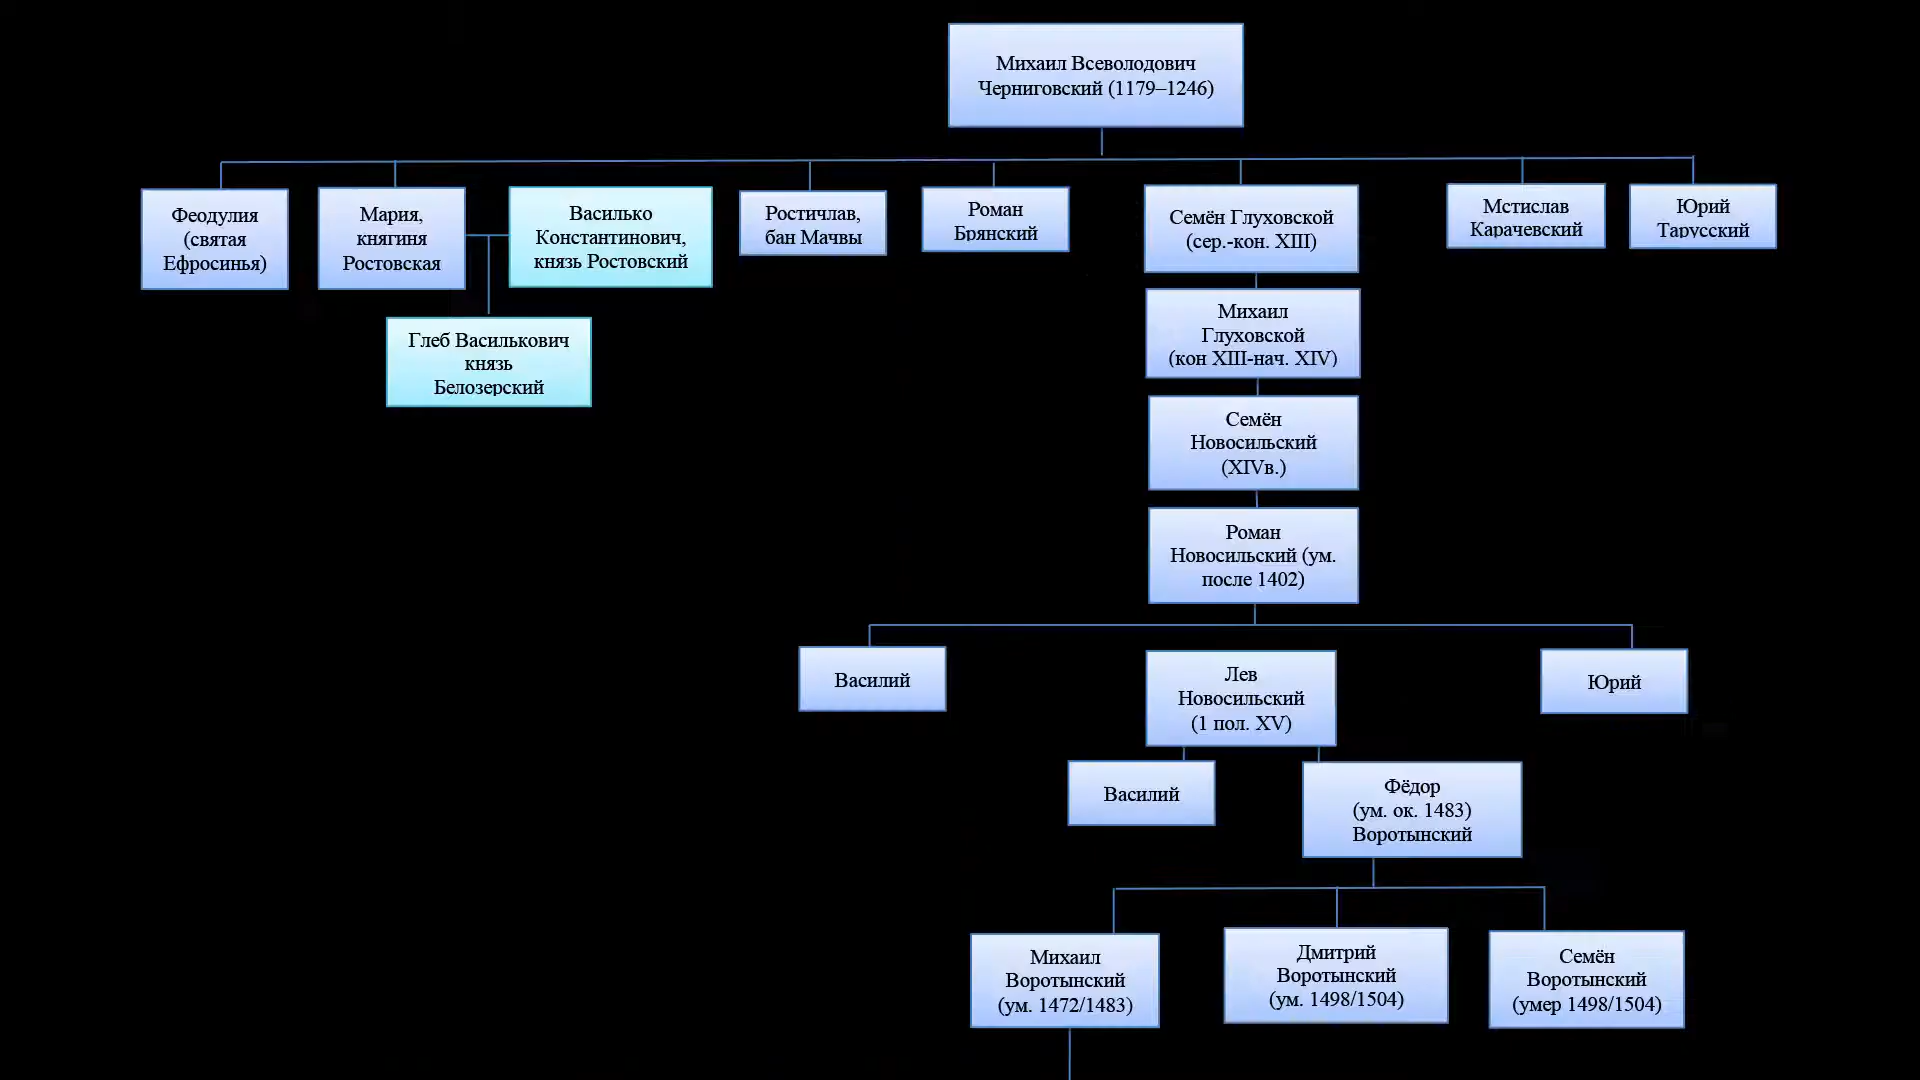 Михаил Всеволодович
Черниговский (1179–1246)
Феодулия
(святая
Ефросинья)
Мария,
княгиня
Ростовская
Василько
Константинович,
князь Ростовский
Ростичлав,
бан Мачвы
Роман
Брянский
Семён Глуховской
(сер.-кон. XIII)
Мстислав
Карачевский
Юрий
Тарусский
Глеб Василькович
князь
Белозерский
Михаил
Глуховской
(кон XIII-нач. XIV)
Семён
Новосильский
(XIVв.)
Роман
Новосильский (ум.
после 1402)
Василий
Лев
Новосильский
(1 пол. XV)
Юрий
Василий
Фёдор
(ум. ок. 1483)
Воротынский
Михаил
Воротынский
(ум. 1472/1483)
Дмитрий
Воротынский
(ум. 1498/1504)
Семён
Воротынский
(умер 1498/1504)